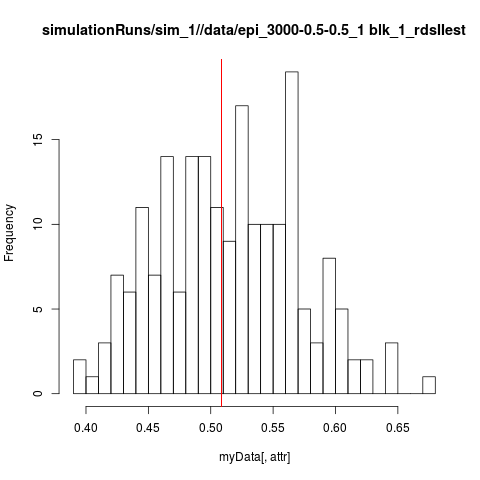 simulationRuns/sim_1//data/epi_3000-0.5-0.5_1 blk_1_rdsllest
Frequency
15
10
5
0
0.40 0.45 0.50 0.55 0.60 0.65
myData[, attr]